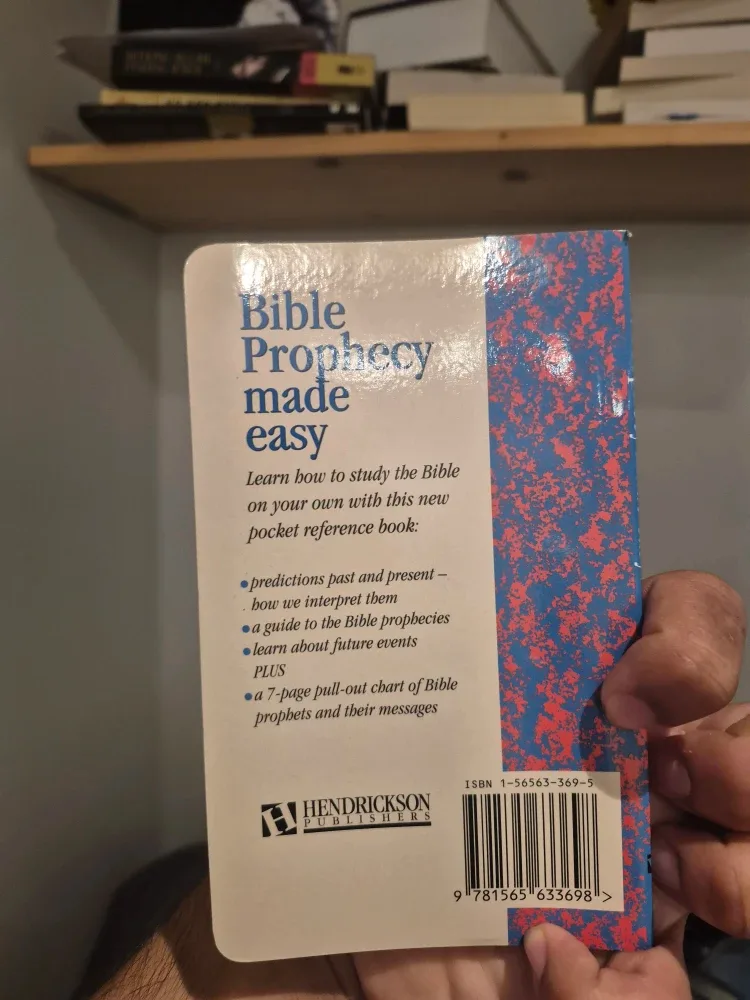 Bible
Prophecy
made
easy
Learn how to study the Bible
on your own with this new
pocket reference book:
•predictions past and present –
how we interpret them
•a guide to the Bible prophecies
•learn about future events
PLUS
•a 7-page pull-out chart of Bible
prophets and their messages
H HENDRICKSON
PUBLISHERS
ISBN 1-56563-369-5
9 781565 633698 >